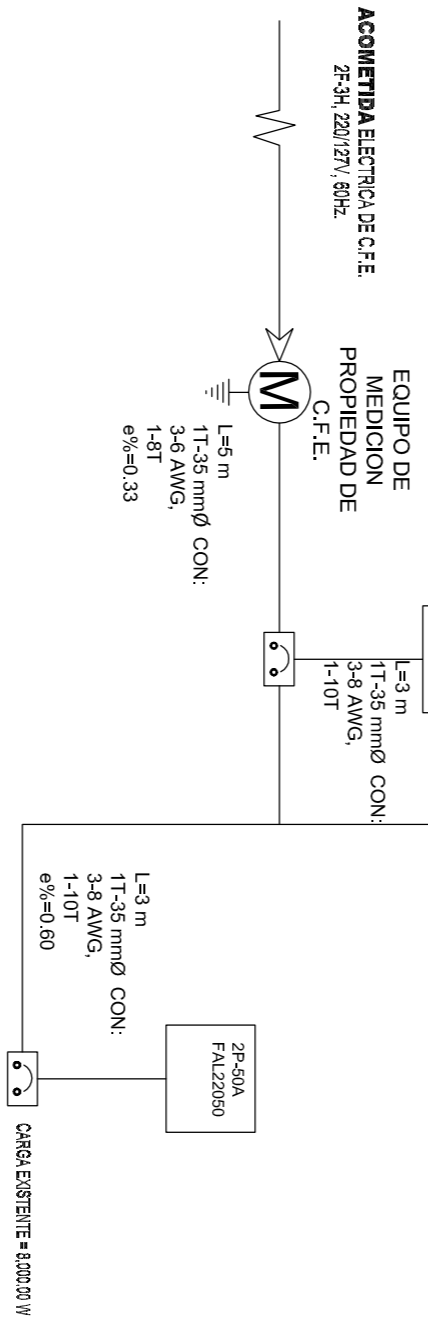 ACOMETIDA ELECTRICA DE C.F.E.
2F-3H, 220/127V, 60Hz.
EQUIPO DE
MEDICION
PROPIEDAD DE
C.F.E.
M
L=5 m
1T-35 mmØ CON:
3-6 AWG,
1-8T
e%=0.33
L=3 m
1T-35 mmØ CON:
3-8 AWG,
1-10T
L=3 m
1T-35 mmØ CON:
3-8 AWG,
1-10T
e%=0.60
2P-50A
FAL22050
CARGA EXISTENTE = 8,000.00 W